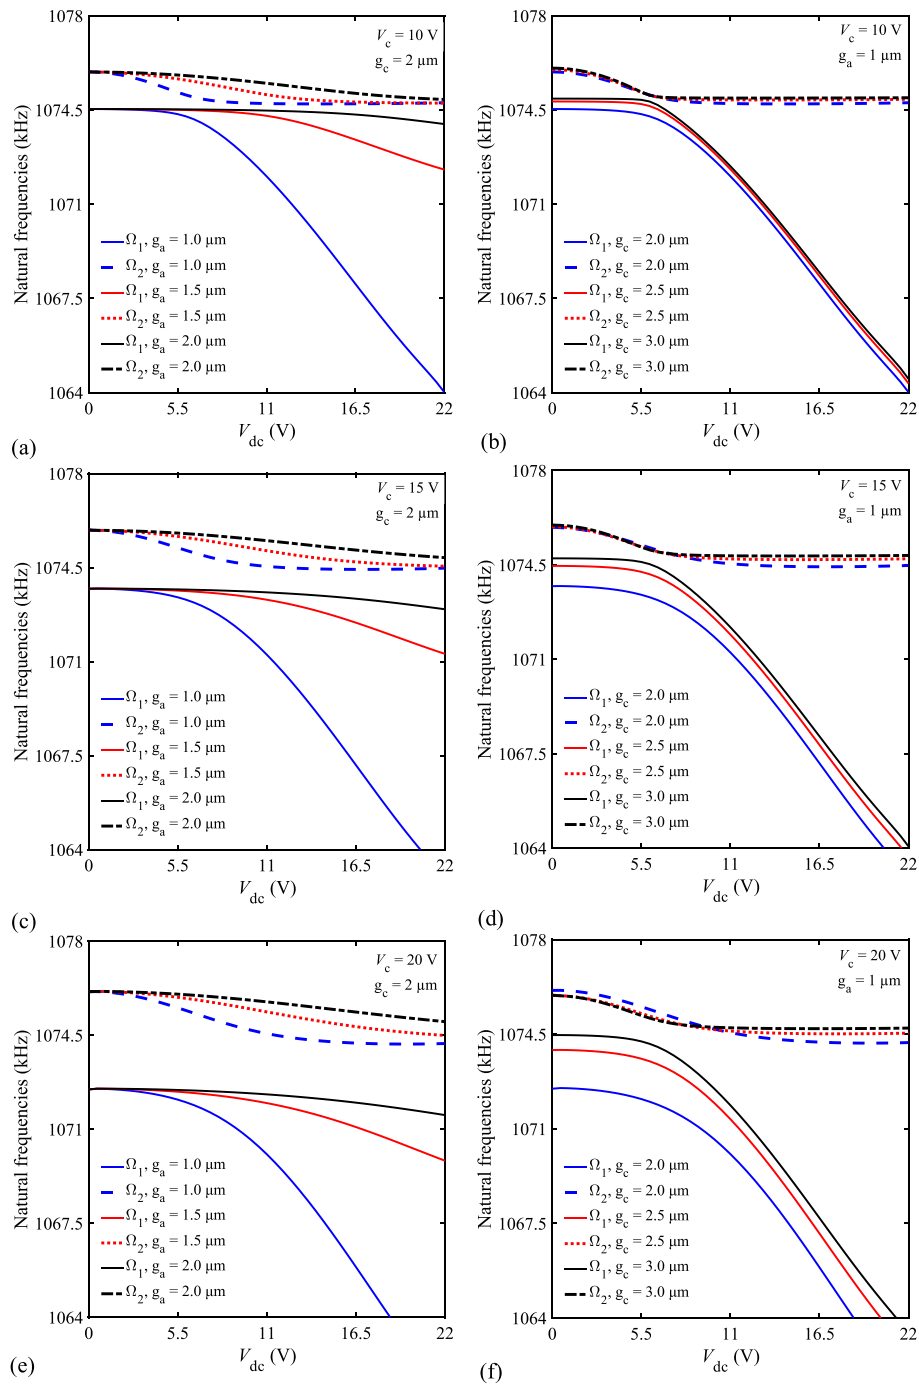 1078
V_c = 10 V
g_c = 2 µm
1074.5
1071
1067.5
1064
Natural frequencies (kHz)
Ω_1, g_a = 1.0 µm
Ω_2, g_a = 1.0 µm
Ω_1, g_a = 1.5 µm
Ω_2, g_a = 1.5 µm
Ω_1, g_a = 2.0 µm
Ω_2, g_a = 2.0 µm
0 5.5 11 16.5 22
V_dc (V)
(a)
1078
V_c = 10 V
g_a = 1 µm
1074.5
1071
1067.5
1064
Natural frequencies (kHz)
Ω_1, g_c = 2.0 µm
Ω_2, g_c = 2.0 µm
Ω_1, g_c = 2.5 µm
Ω_2, g_c = 2.5 µm
Ω_1, g_c = 3.0 µm
Ω_2, g_c = 3.0 µm
0 5.5 11 16.5 22
V_dc (V)
(b)
1078
V_c = 15 V
g_c = 2 µm
1074.5
1071
1067.5
1064
Natural frequencies (kHz)
Ω_1, g_a = 1.0 µm
Ω_2, g_a = 1.0 µm
Ω_1, g_a = 1.5 µm
Ω_2, g_a = 1.5 µm
Ω_1, g_a = 2.0 µm
Ω_2, g_a = 2.0 µm
0 5.5 11 16.5 22
V_dc (V)
(c)
1078
V_c = 15 V
g_a = 1 µm
1074.5
1071
1067.5
1064
Natural frequencies (kHz)
Ω_1, g_c = 2.0 µm
Ω_2, g_c = 2.0 µm
Ω_1, g_c = 2.5 µm
Ω_2, g_c = 2.5 µm
Ω_1, g_c = 3.0 µm
Ω_2, g_c = 3.0 µm
0 5.5 11 16.5 22
V_dc (V)
(d)
1078
V_c = 20 V
g_c = 2 µm
1074.5
1071
1067.5
1064
Natural frequencies (kHz)
Ω_1, g_a = 1.0 µm
Ω_2, g_a = 1.0 µm
Ω_1, g_a = 1.5 µm
Ω_2, g_a = 1.5 µm
Ω_1, g_a = 2.0 µm
Ω_2, g_a = 2.0 µm
0 5.5 11 16.5 22
V_dc (V)
(e)
1078
V_c = 20 V
g_a = 1 µm
1074.5
1071
1067.5
1064
Natural frequencies (kHz)
Ω_1, g_c = 2.0 µm
Ω_2, g_c = 2.0 µm
Ω_1, g_c = 2.5 µm
Ω_2, g_c = 2.5 µm
Ω_1, g_c = 3.0 µm
Ω_2, g_c = 3.0 µm
0 5.5 11 16.5 22
V_dc (V)
(f)